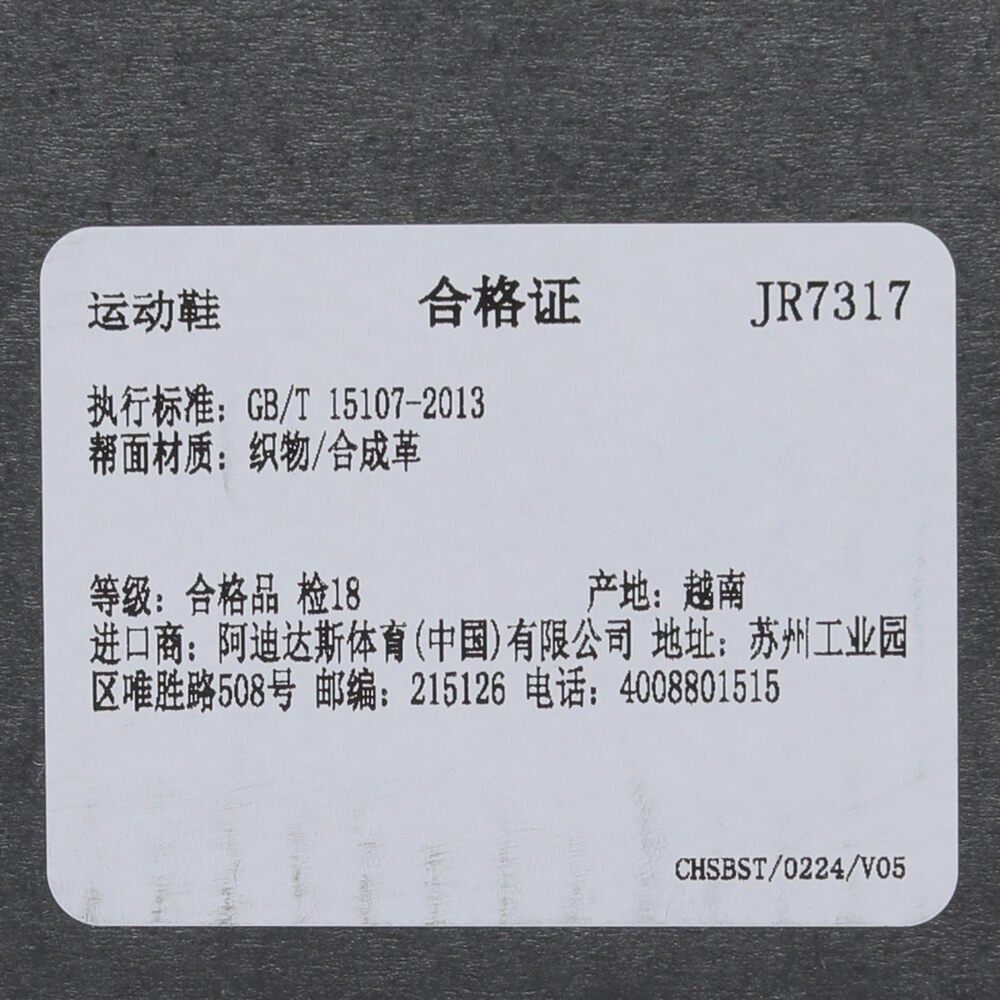 运动鞋 合格证 JR7317
执行标准：GB/T 15107-2013
帮面材质：织物/合成革
等级：合格品 检18 产地：越南
进口商：阿迪达斯体育(中国)有限公司 地址：苏州工业园
区唯胜路508号 邮编：215126 电话：4008801515
CHSBST/0224/V05